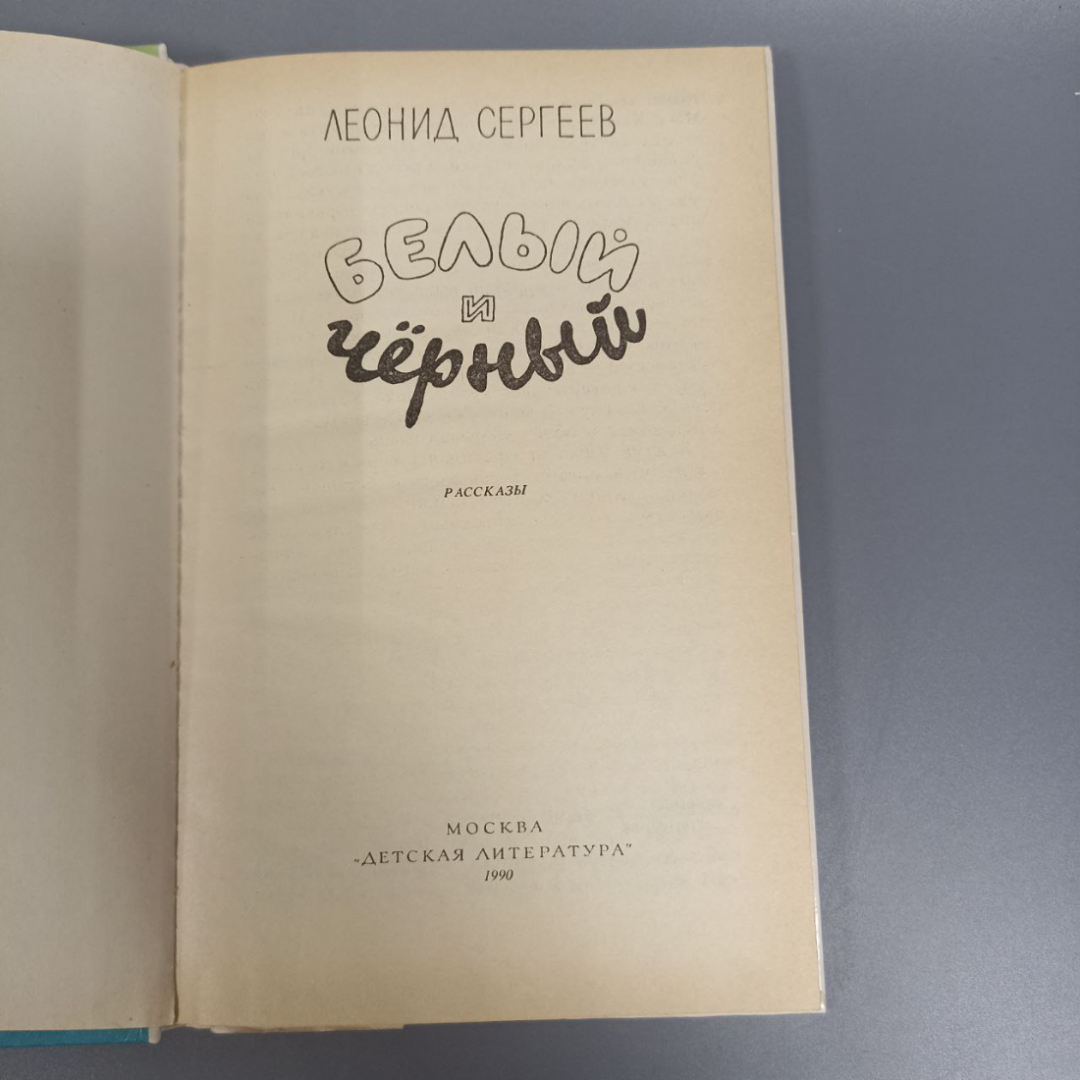 ЛЕОНИД СЕРГЕЕВ
БЕЛЫЙ
И
чёрный
РАССКАЗЫ
МОСКВА
„ДЕТСКАЯ ЛИТЕРАТУРА"
1990